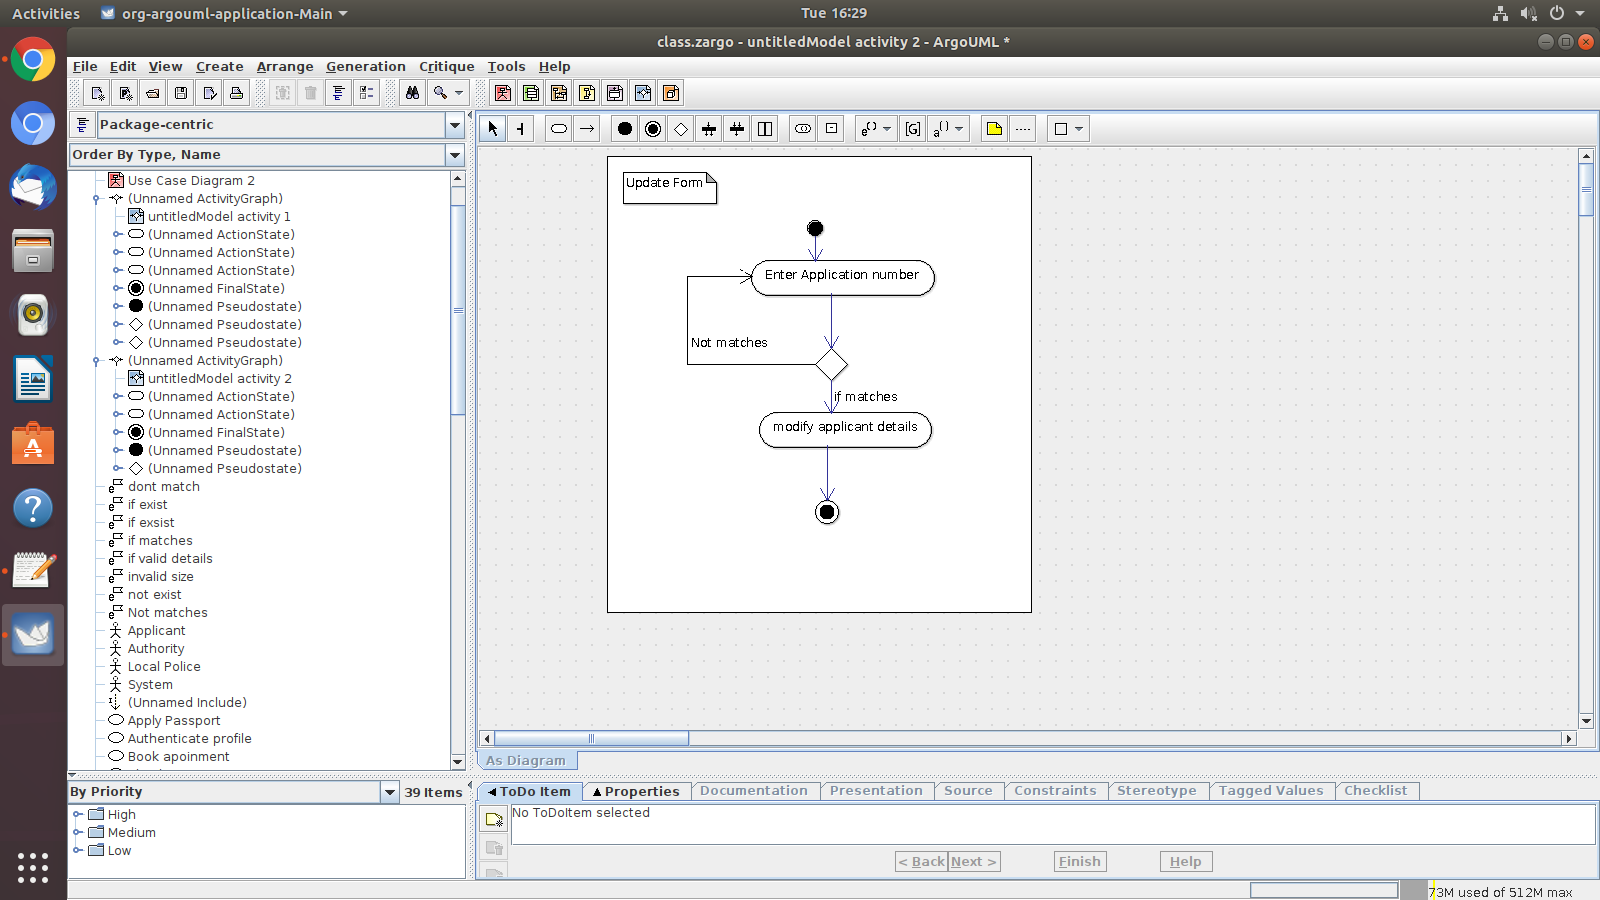 Activities
org-argouml-application-Main
Tue 16:29
class.zargo - untitledModel activity 2 - ArgoUML *
File Edit View Create Arrange Generation Critique Tools Help
Package-centric
Order By Type, Name
Use Case Diagram 2
(Unnamed ActivityGraph)
untitledModel activity 1
(Unnamed ActionState)
(Unnamed ActionState)
(Unnamed ActionState)
(Unnamed FinalState)
(Unnamed Pseudostate)
(Unnamed Pseudostate)
(Unnamed Pseudostate)
(Unnamed ActivityGraph)
untitledModel activity 2
(Unnamed ActionState)
(Unnamed ActionState)
(Unnamed FinalState)
(Unnamed Pseudostate)
(Unnamed Pseudostate)
dont match
if exist
if exsist
if matches
if valid details
invalid size
not exist
Not matches
Applicant
Authority
Local Police
System
(Unnamed Include)
Apply Passport
Authenticate profile
Book apoinment
Update Form
Enter Application number
Not matches
if matches
modify applicant details
As Diagram
By Priority
39 Items
High
Medium
Low
ToDo Item Properties Documentation Presentation Source Constraints Stereotype Tagged Values Checklist
No ToDoItem selected
< Back Next > Finish Help
73M used of 512M max